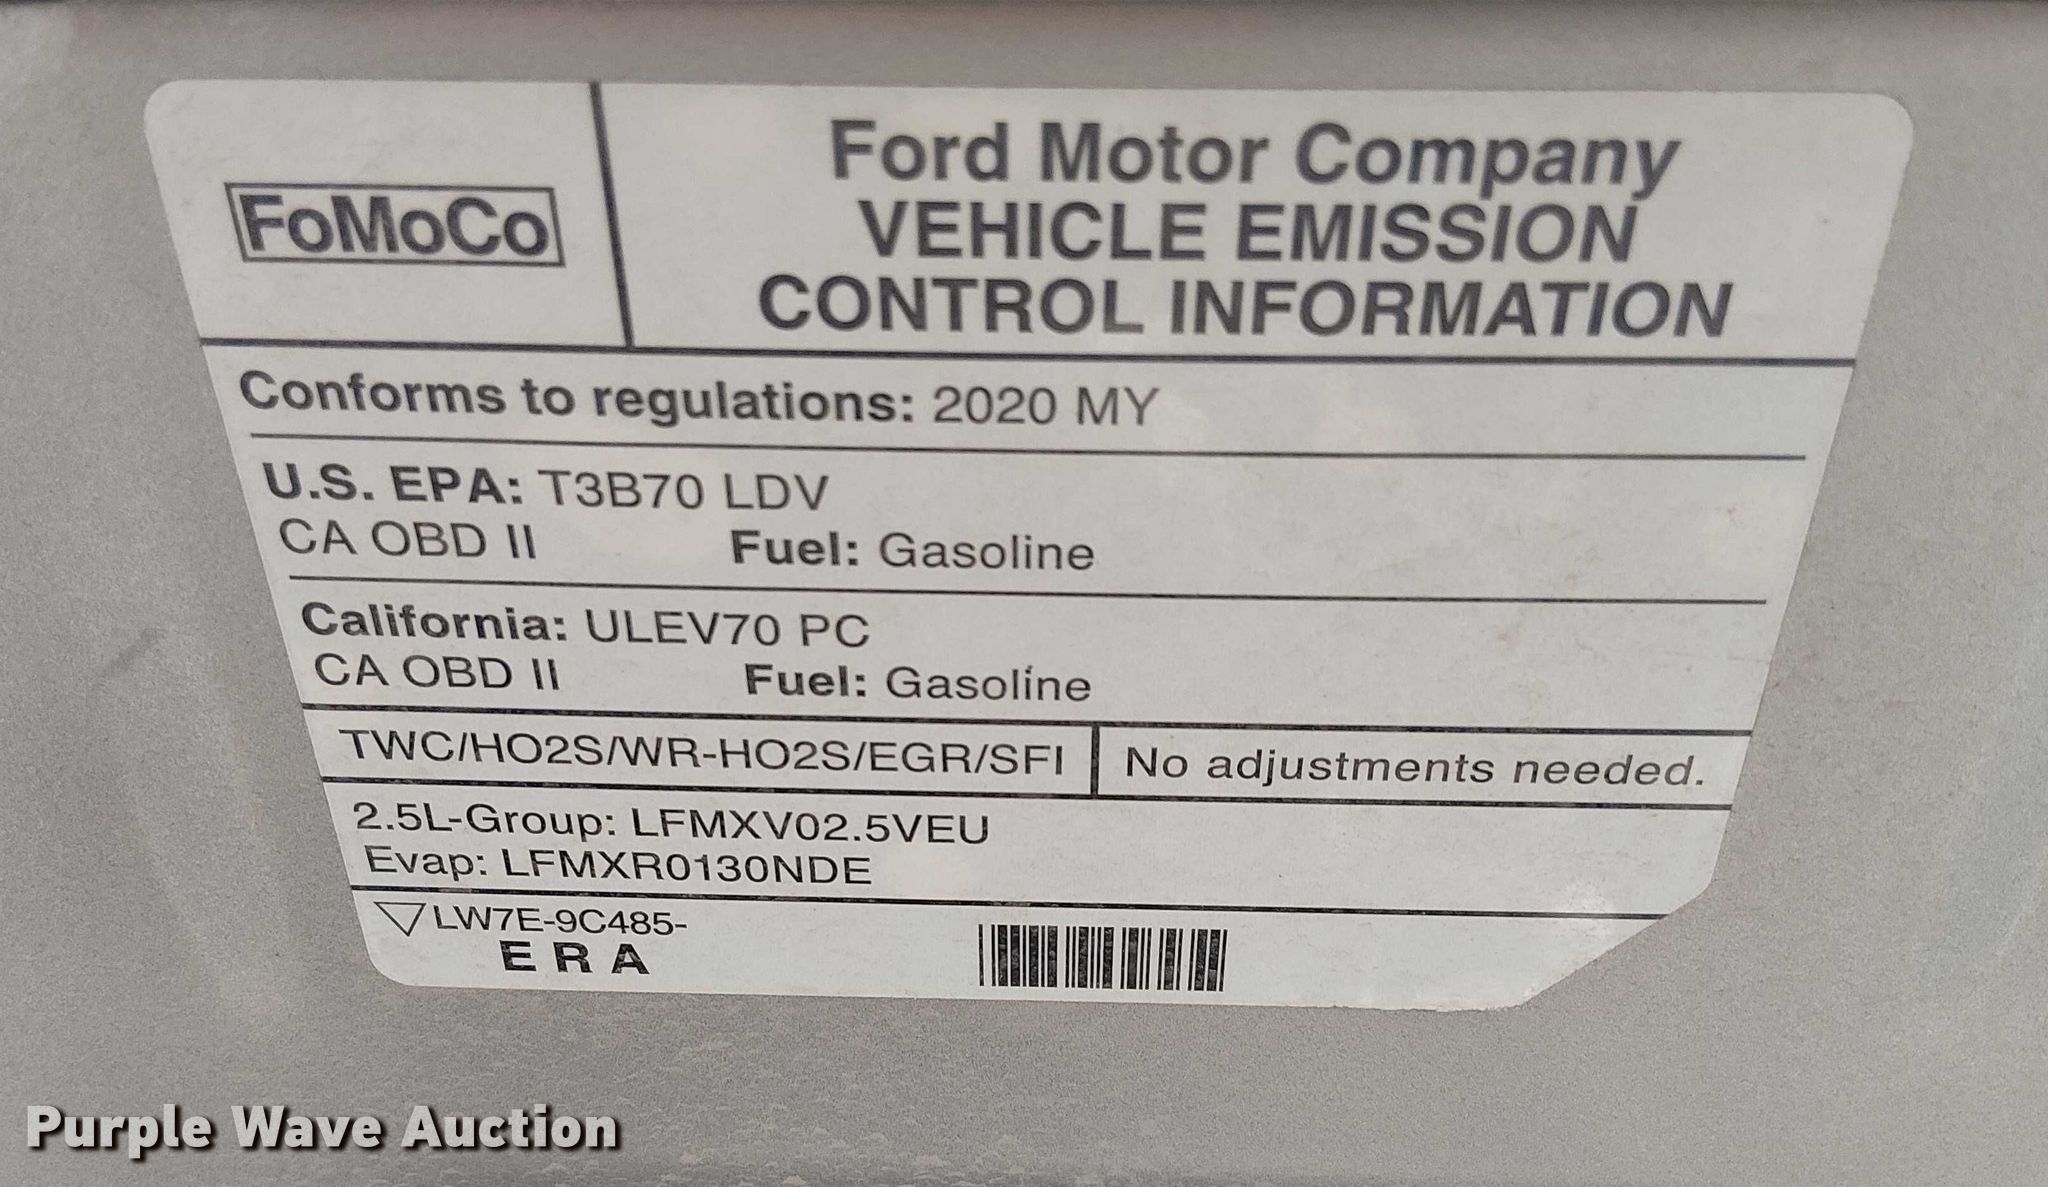 FoMoCo
Ford Motor Company
VEHICLE EMISSION
CONTROL INFORMATION
Conforms to regulations: 2020 MY
U.S. EPA: T3B70 LDV
CA OBD II Fuel: Gasoline
California: ULEV70 PC
CA OBD II Fuel: Gasoline
TWC/HO2S/WR-HO2S/EGR/SFI No adjustments needed.
2.5L-Group: LFMXV02.5VEU
Evap: LFMXR0130NDE
LW7E-9C485-
E R A
Purple Wave Auction